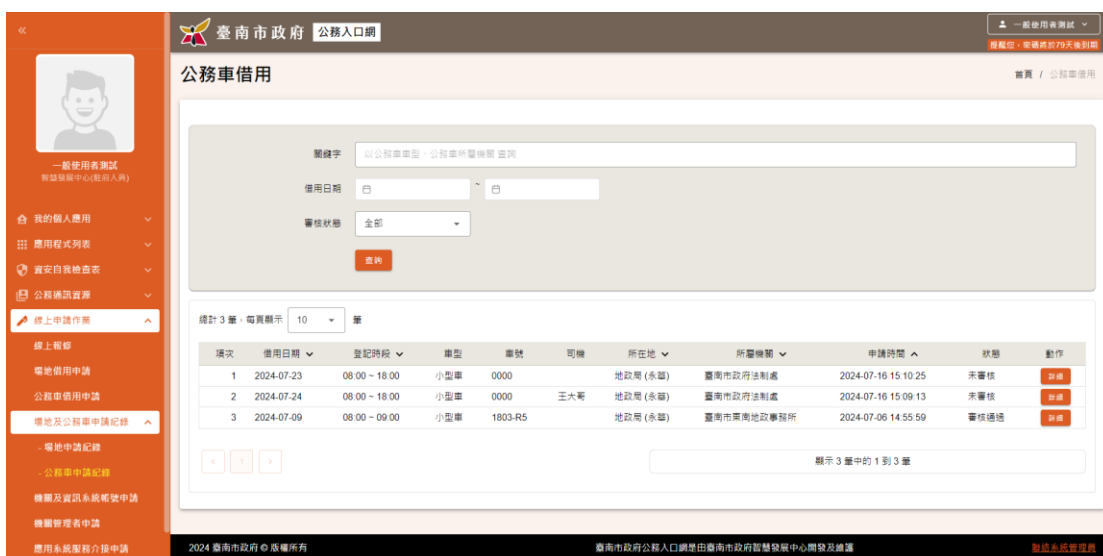 «
臺南市政府 公務入口網
一般使用者測試
提醒您，密碼將於79天後到期
公務車借用
首頁 / 公務車借用
一般使用者測試
智慧發展中心(駐府人員)
我的個人應用
應用程式列表
資安自我檢查表
公務通訊資源
線上申請作業
線上報修
場地借用申請
公務車借用申請
場地及公務車申請紀錄
- 場地申請紀錄
- 公務車申請紀錄
機關及資訊系統帳號申請
機關管理者申請
應用系統服務介接申請
關鍵字 以公務車車型、公務車所屬機關 查詢
借用日期 ~
審核狀態 全部
查詢
總計 3 筆，每頁顯示 10 筆
項次 借用日期 登記時段 車型 車號 司機 所在地 所屬機關 申請時間 狀態 動作
1 2024-07-23 08:00 ~ 18:00 小型車 0000 地政局 (永華) 臺南市政府法制處 2024-07-16 15:10:25 未審核 詳細
2 2024-07-24 08:00 ~ 18:00 小型車 0000 王大哥 地政局 (永華) 臺南市政府法制處 2024-07-16 15:09:13 未審核 詳細
3 2024-07-09 08:00 ~ 09:00 小型車 1803-R5 地政局 (永華) 臺南市東南地政事務所 2024-07-06 14:55:59 審核通過 詳細
‹ 1 ›
顯示 3 筆中的 1 到 3 筆
2024 臺南市政府 © 版權所有
臺南市政府公務入口網是由臺南市政府智慧發展中心開發及維護
聯絡系統管理員